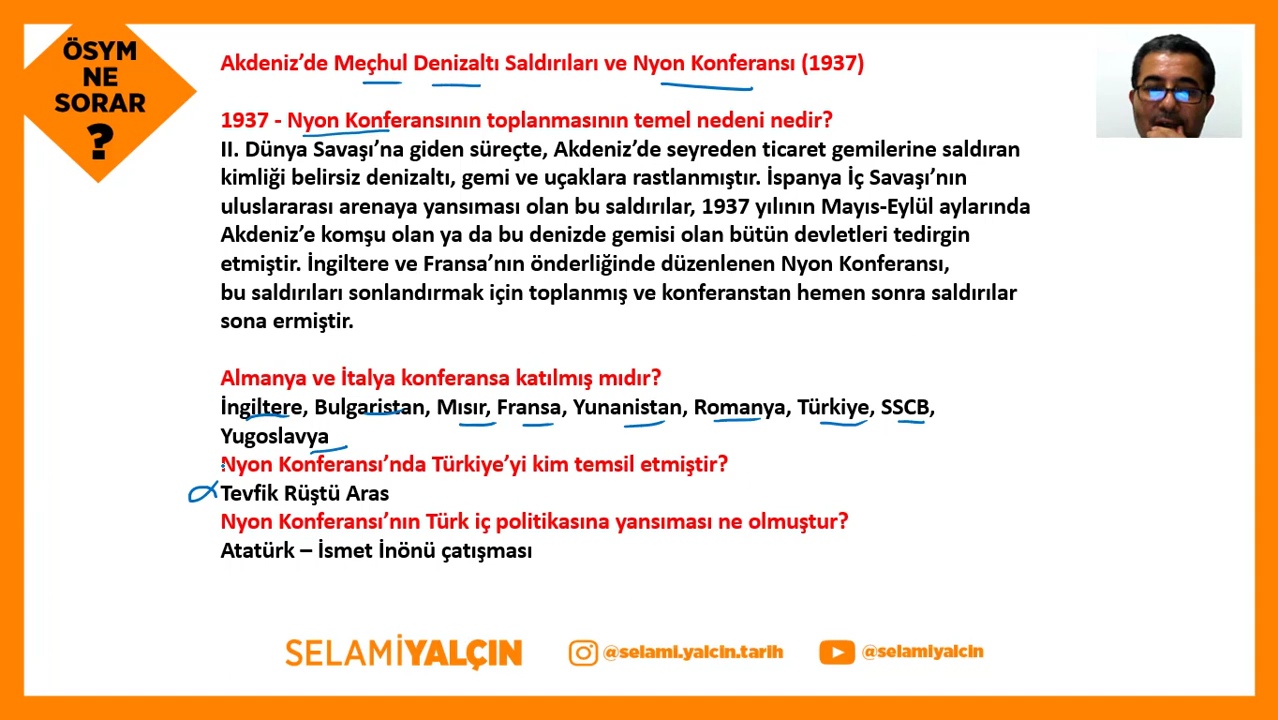 ÖSYM
NE
SORAR
?
Akdeniz’de Meçhul Denizaltı Saldırıları ve Nyon Konferansı (1937)
1937 - Nyon Konferansının toplanmasının temel nedeni nedir?
II. Dünya Savaşı’na giden süreçte, Akdeniz’de seyreden ticaret gemilerine saldıran
kimliği belirsiz denizaltı, gemi ve uçaklara rastlanmıştır. İspanya İç Savaşı’nın
uluslararası arenaya yansıması olan bu saldırılar, 1937 yılının Mayıs-Eylül aylarında
Akdeniz’e komşu olan ya da bu denizde gemisi olan bütün devletleri tedirgin
etmiştir. İngiltere ve Fransa’nın önderliğinde düzenlenen Nyon Konferansı,
bu saldırıları sonlandırmak için toplanmış ve konferanstan hemen sonra saldırılar
sona ermiştir.
Almanya ve İtalya konferansa katılmış mıdır?
İngiltere, Bulgaristan, Mısır, Fransa, Yunanistan, Romanya, Türkiye, SSCB,
Yugoslavya
Nyon Konferansı’nda Türkiye’yi kim temsil etmiştir?
Tevfik Rüştü Aras
Nyon Konferansı’nın Türk iç politikasına yansıması ne olmuştur?
Atatürk – İsmet İnönü çatışması
SELAMİYALÇIN
@selami.yalcin.tarih
@selamiyalcin